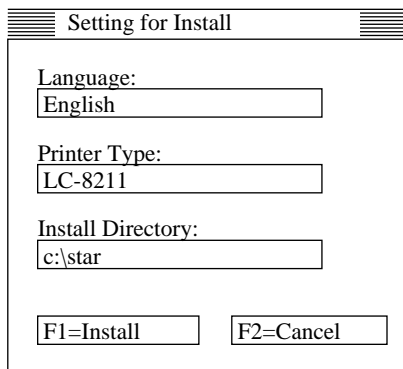 Setting for Install
Language:
English
Printer Type:
LC-8211
Install Directory:
c:\star
F1=Install F2=Cancel